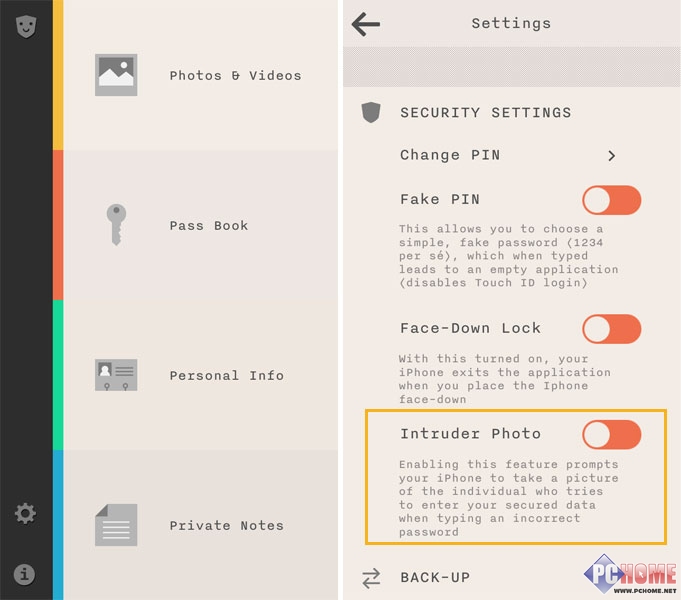 Photos & Videos
Pass Book
Personal Info
Private Notes
Settings
SECURITY SETTINGS
Change PIN
Fake PIN
This allows you to choose a
simple, fake password (1234
per sé), which when typed
leads to an empty application
(disables Touch ID login)
Face-Down Lock
With this turned on, your
iPhone exits the application
when you place the Iphone
face-down
Intruder Photo
Enabling this feature prompts
your iPhone to take a picture
of the individual who tries
to enter your secured data
when typing an incorrect
password
BACK-UP
PCHOME
WWW.PCHOME.NET